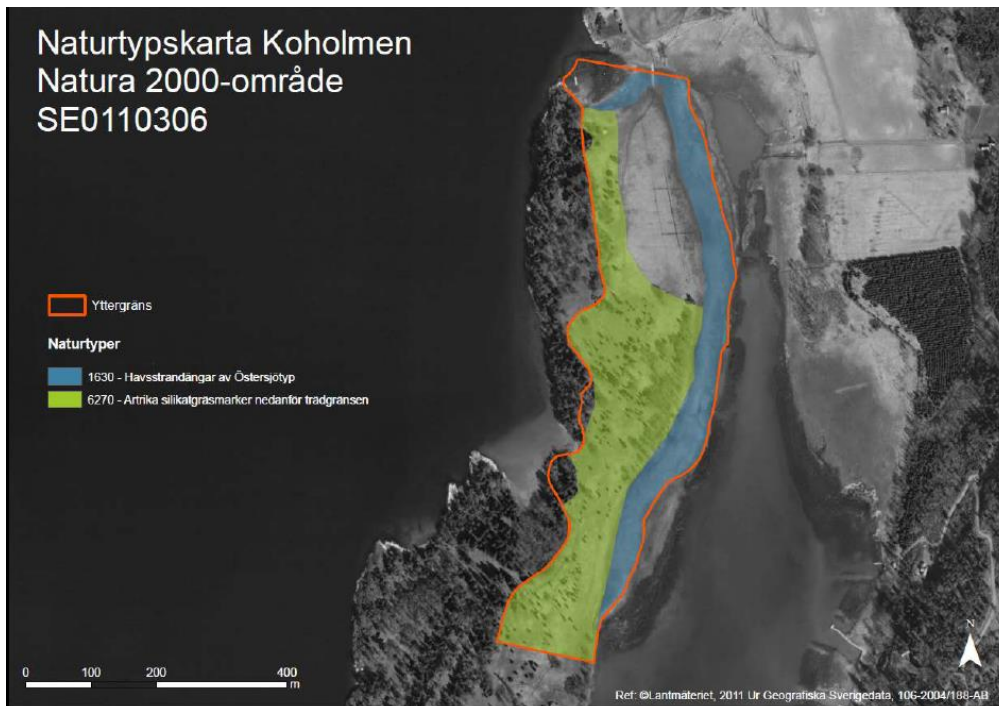 Naturtypskarta Koholmen
Natura 2000-område
SE0110306
Yttergräns
Naturtyper
1630 - Havsstrandängar av Östersjötyp
6270 - Artrika silikatgräsmarker nedanför trädgränsen
N
0 100 200 400
m
Ref: ©Lantmäteriet, 2011 Ur Geografiska Sverigedata, 106-2004/188-AB